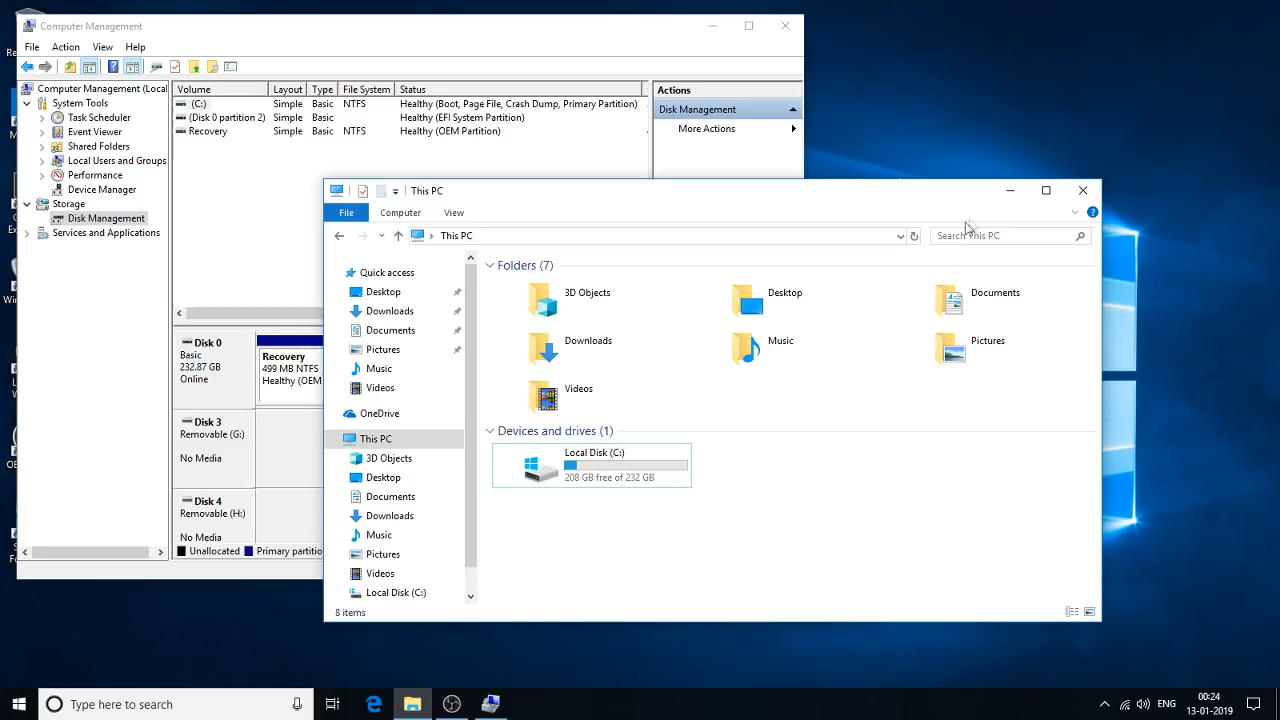 Computer Management
File Action View Help
Computer Management (Local
System Tools
Task Scheduler
Event Viewer
Shared Folders
Local Users and Groups
Performance
Device Manager
Storage
Disk Management
Services and Applications
Volume Layout Type File System Status
(C:) Simple Basic NTFS Healthy (Boot, Page File, Crash Dump, Primary Partition)
(Disk 0 partition 2) Simple Basic Healthy (EFI System Partition)
Recovery Simple Basic NTFS Healthy (OEM Partition)
Actions
Disk Management
More Actions
Disk 0
Basic
232.87 GB
Online
Recovery
499 MB NTFS
Healthy (OEM
Disk 3
Removable (G:)
No Media
Disk 4
Removable (H:)
No Media
Unallocated Primary partitio
This PC
File Computer View
This PC
Search This PC
Quick access
Desktop
Downloads
Documents
Pictures
Music
Videos
OneDrive
This PC
3D Objects
Desktop
Documents
Downloads
Music
Pictures
Videos
Local Disk (C:)
Folders (7)
3D Objects Desktop Documents
Downloads Music Pictures
Videos
Devices and drives (1)
Local Disk (C:)
208 GB free of 232 GB
8 items
Type here to search
ENG
00:24
13-01-2019